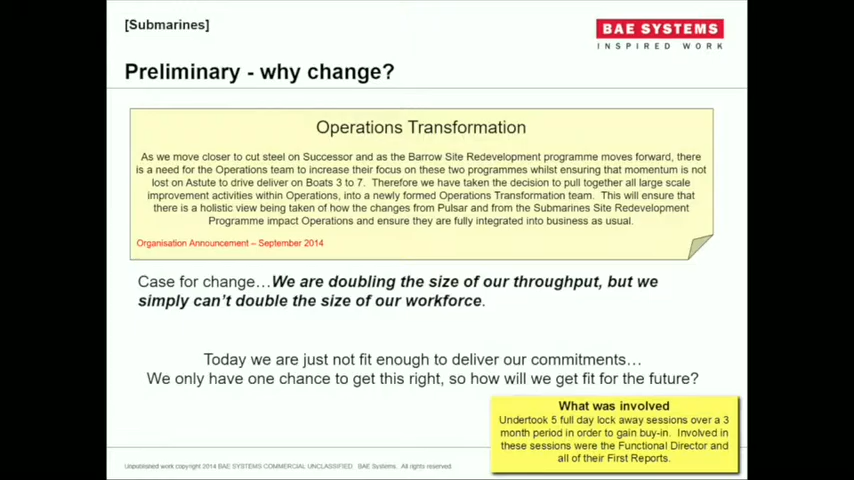 [Submarines]
BAE SYSTEMS
INSPIRED WORK
Preliminary - why change?
Operations Transformation
As we move closer to cut steel on Successor and as the Barrow Site Redevelopment programme moves forward, there
is a need for the Operations team to increase their focus on these two programmes whilst ensuring that momentum is not
lost on Astute to drive deliver on Boats 3 to 7. Therefore we have taken the decision to pull together all large scale
improvement activities within Operations, into a newly formed Operations Transformation team. This will ensure that
there is a holistic view being taken of how the changes from Pulsar and from the Submarines Site Redevelopment
Programme impact Operations and ensure they are fully integrated into business as usual.
Organisation Announcement – September 2014
Case for change…We are doubling the size of our throughput, but we
simply can't double the size of our workforce.
Today we are just not fit enough to deliver our commitments…
We only have one chance to get this right, so how will we get fit for the future?
What was involved
Undertook 5 full day lock away sessions over a 3
month period in order to gain buy-in. Involved in
these sessions were the Functional Director and
all of their First Reports.
Unpublished work copyright 2014 BAE SYSTEMS COMMERCIAL UNCLASSIFIED BAE Systems. All rights reserved